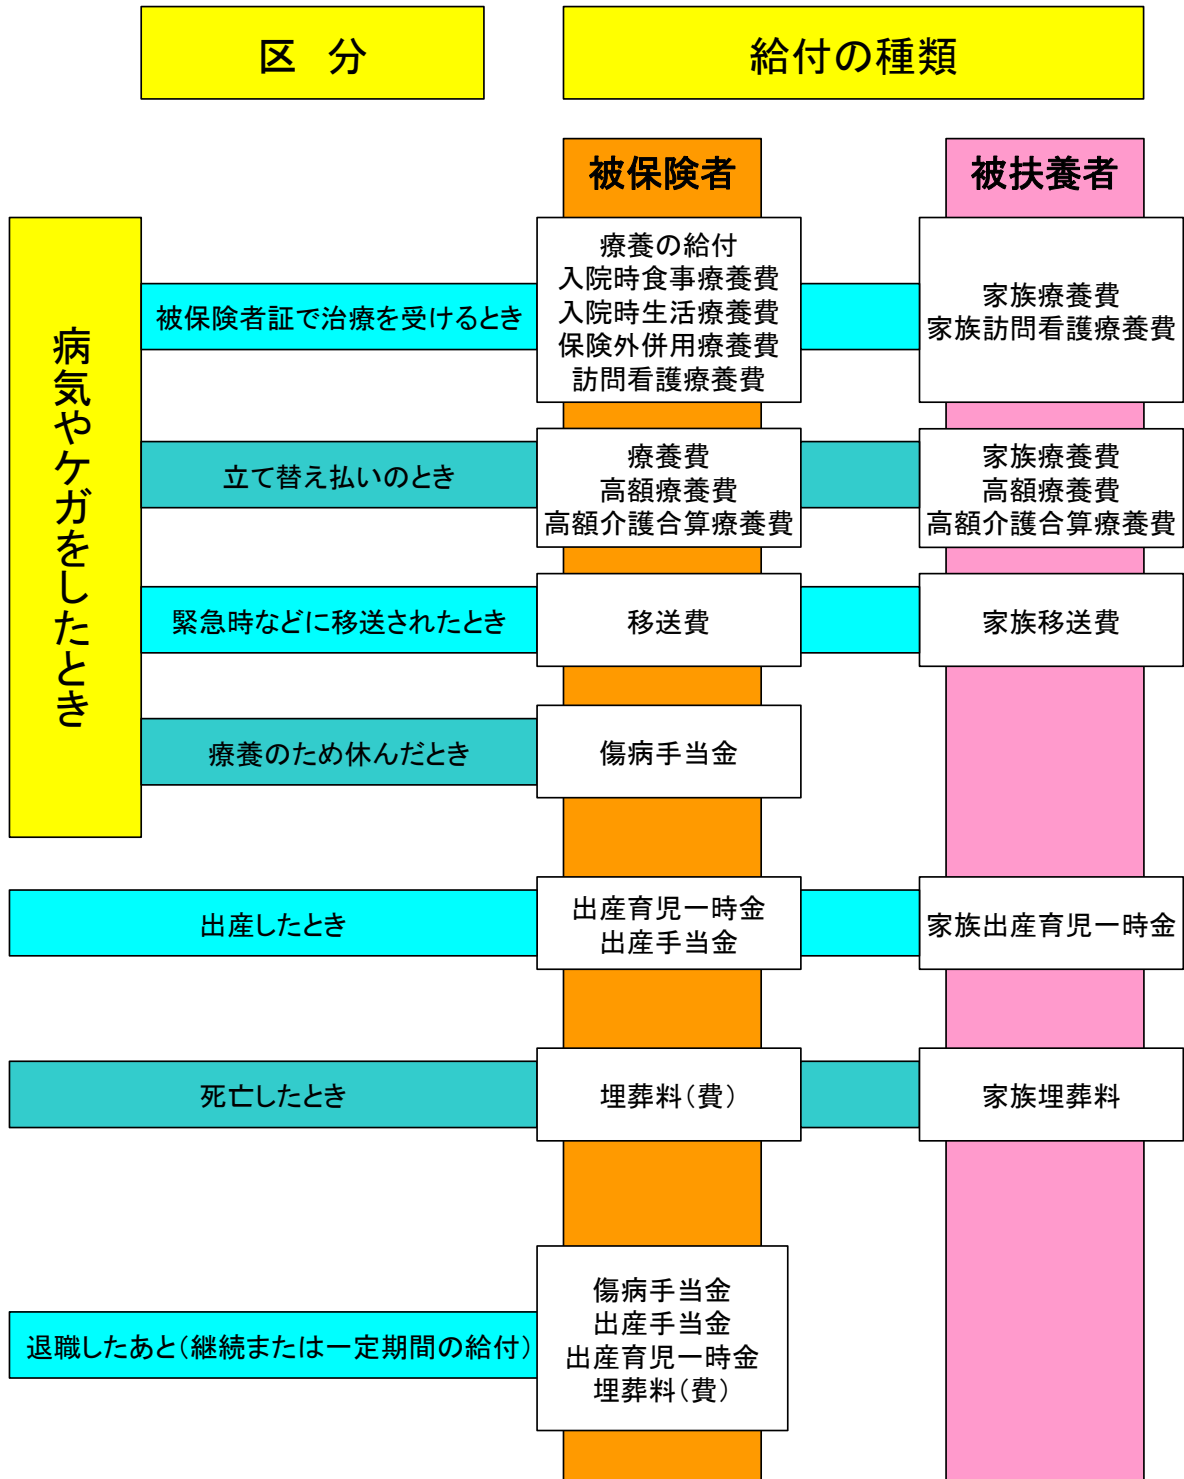 区 分
給付の種類
被保険者
被扶養者
病気やケガをしたとき
被保険者証で治療を受けるとき
療養の給付
入院時食事療養費
入院時生活療養費
保険外併用療養費
訪問看護療養費
家族療養費
家族訪問看護療養費
立て替え払いのとき
療養費
高額療養費
高額介護合算療養費
家族療養費
高額療養費
高額介護合算療養費
緊急時などに移送されたとき
移送費
家族移送費
療養のため休んだとき
傷病手当金
出産したとき
出産育児一時金
出産手当金
家族出産育児一時金
死亡したとき
埋葬料(費)
家族埋葬料
退職したあと(継続または一定期間の給付)
傷病手当金
出産手当金
出産育児一時金
埋葬料(費)